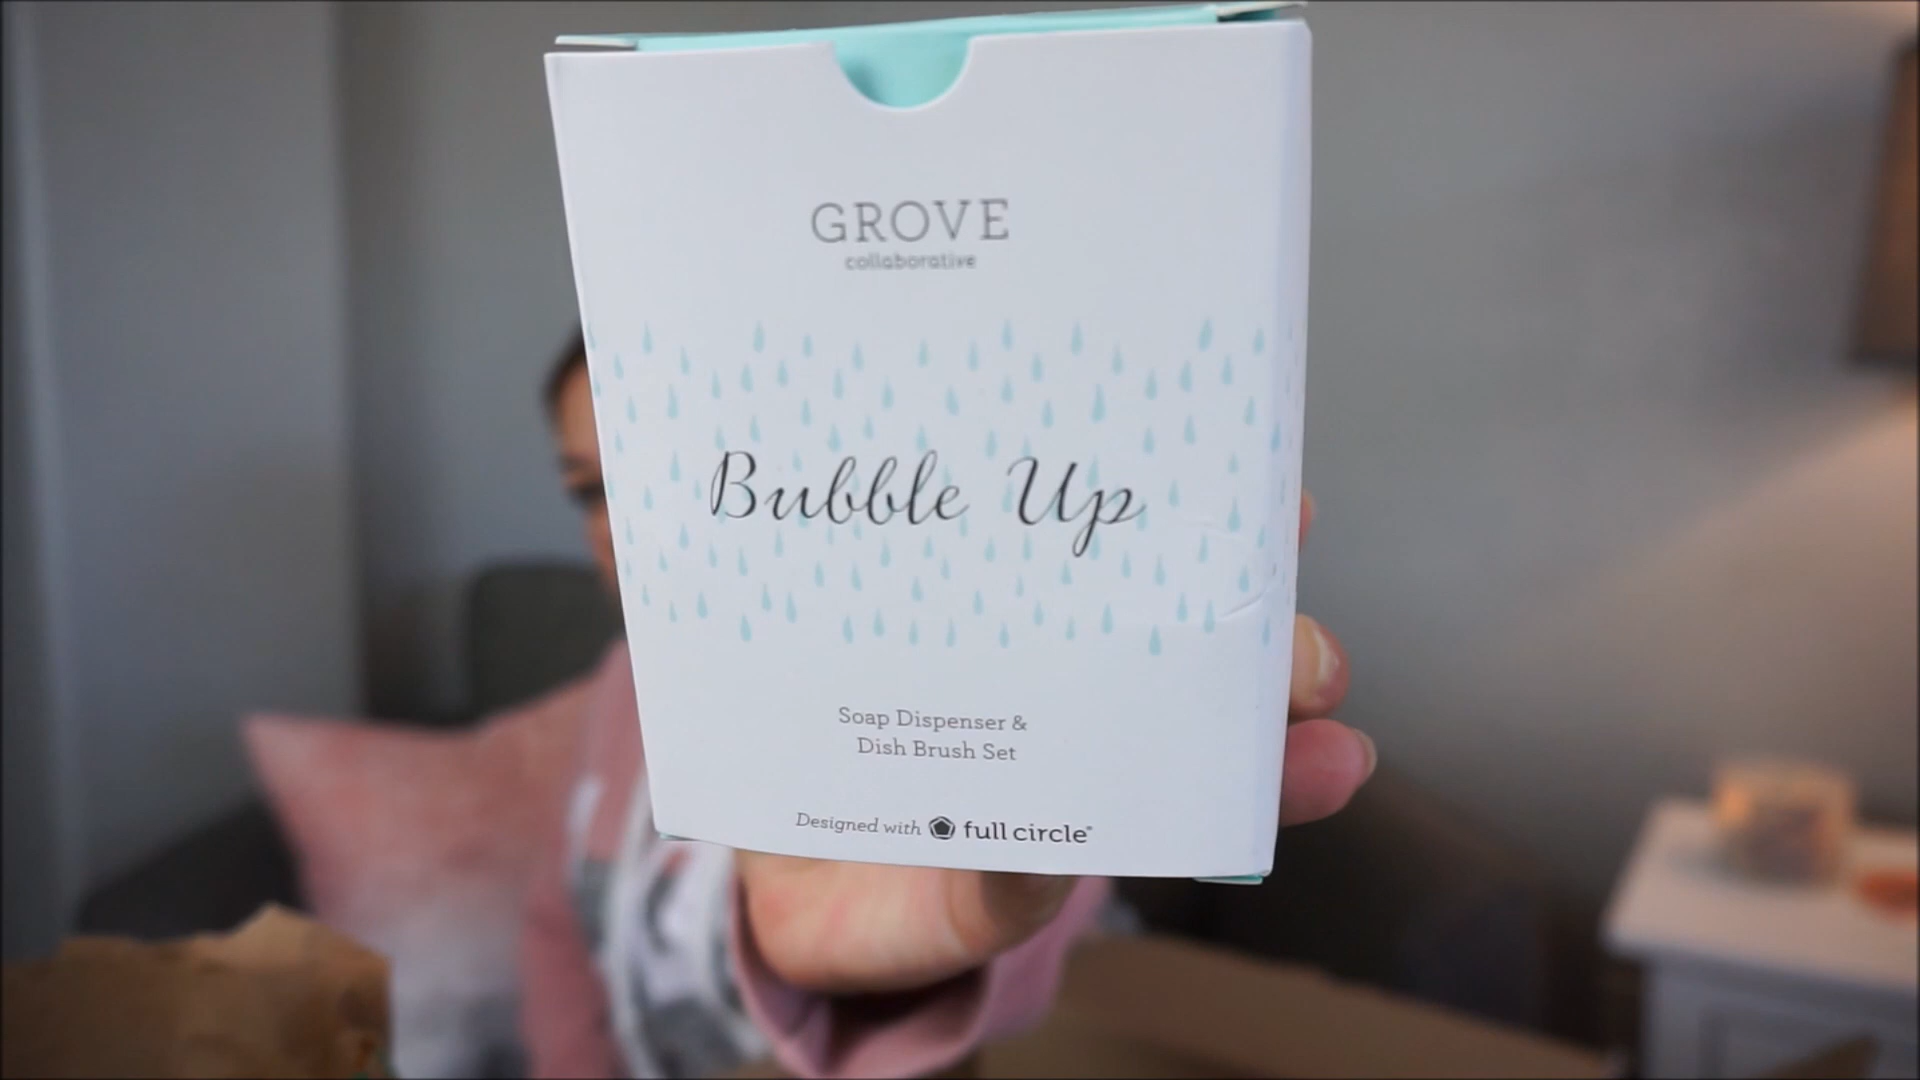 GROVE
collaborative
Bubble Up
Soap Dispenser &
Dish Brush Set
Designed with full circle®